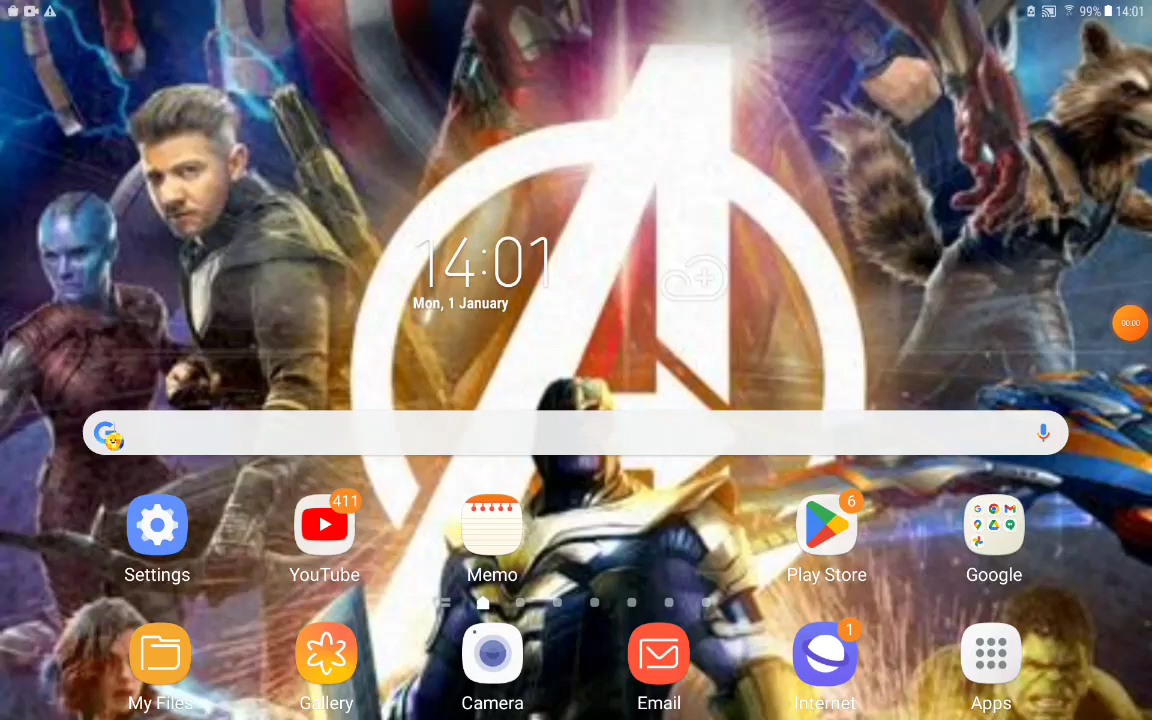 99% 14:01
14:01
Mon, 1 January
00:00
411
6
Settings
YouTube
Memo
Play Store
Google
1
My Files
Gallery
Camera
Email
Internet
Apps